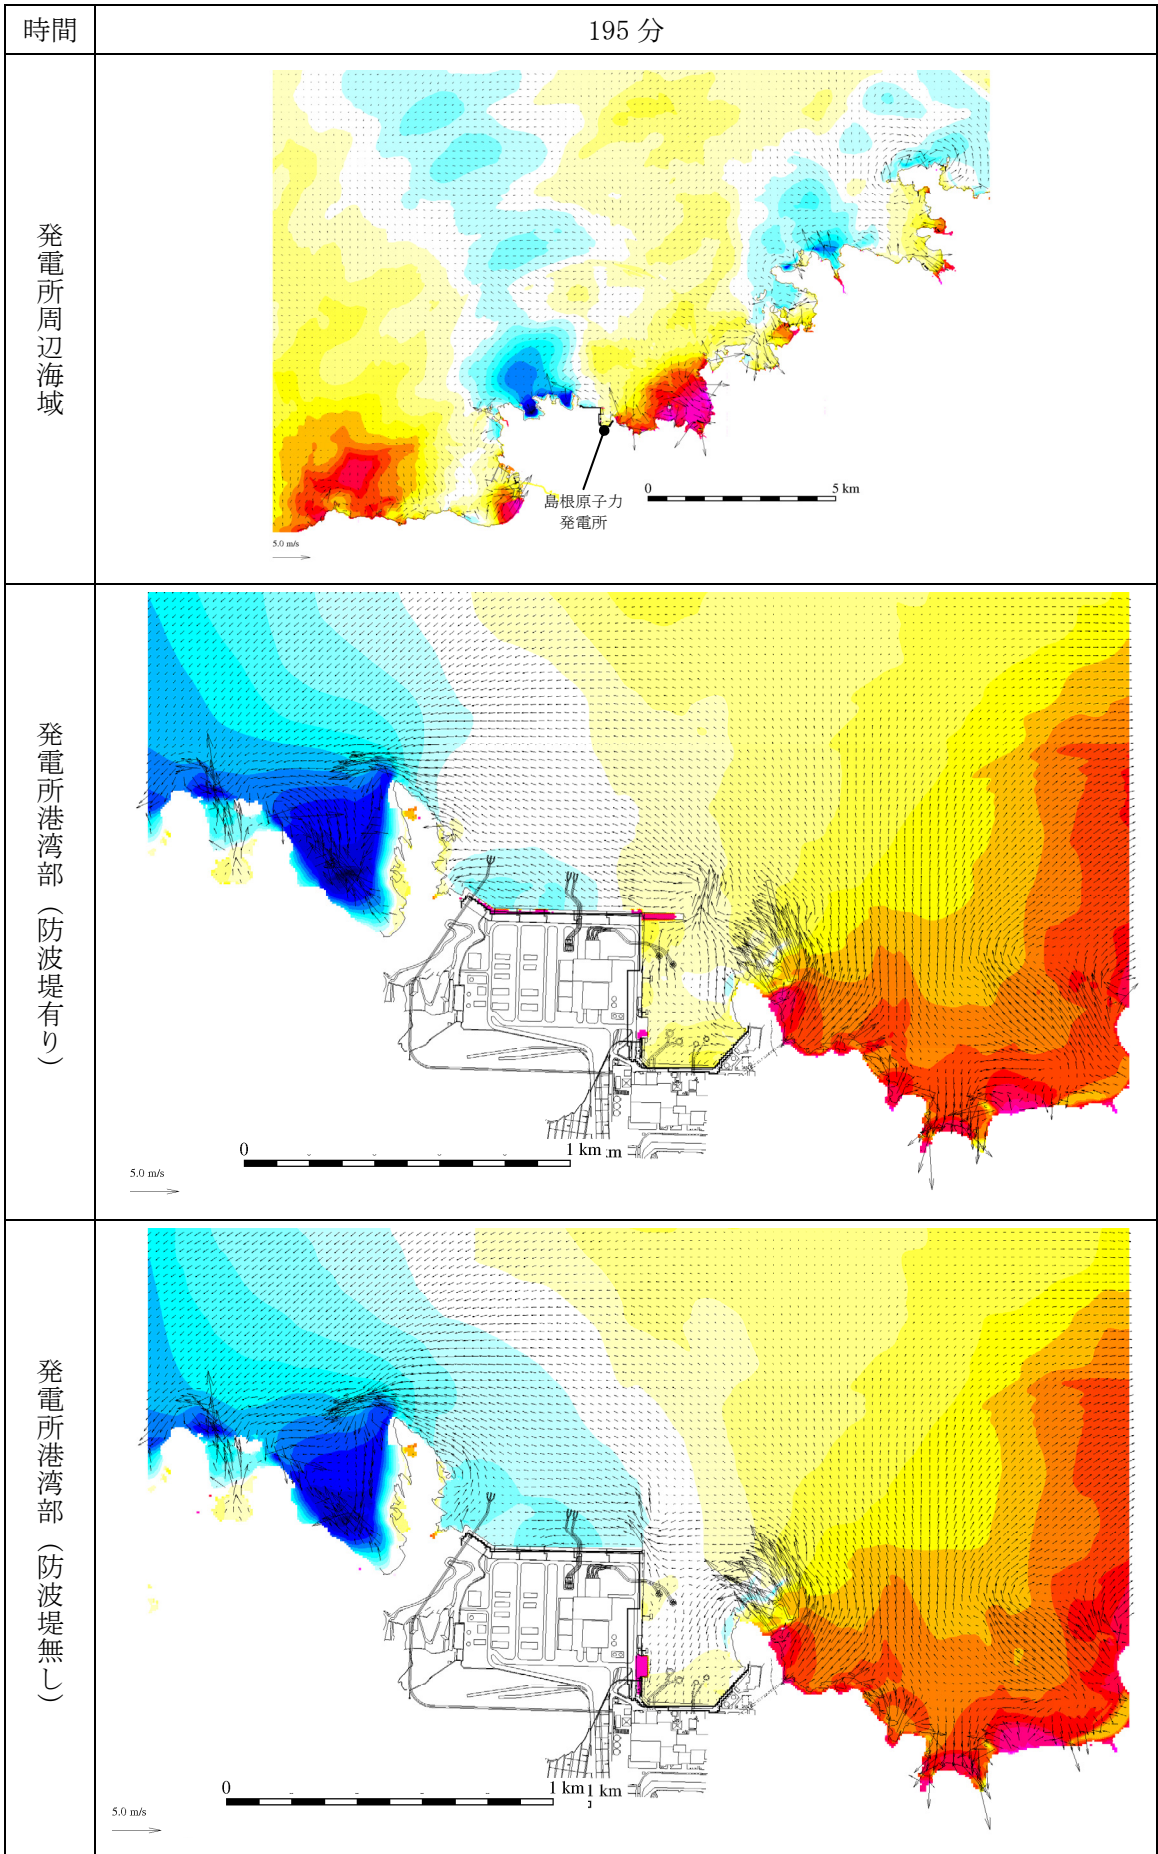 時間
195 分
発電所周辺海域
島根原子力
発電所
0
5 km
5.0 m/s
発電所港湾部（防波堤有り）
0
1 km
5.0 m/s
発電所港湾部（防波堤無し）
0
1 km
1 km
5.0 m/s